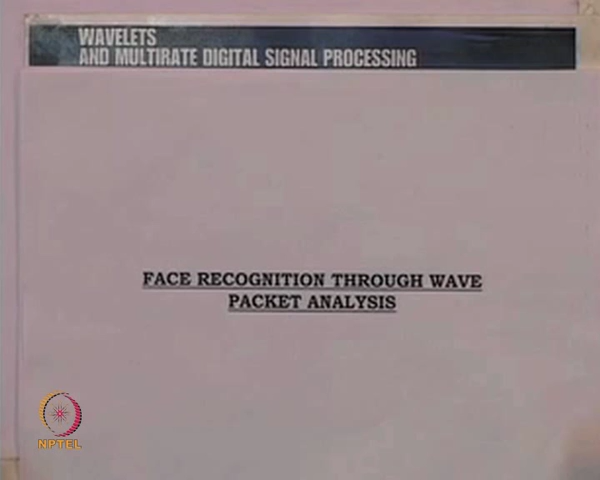 WAVELETS
AND MULTIRATE DIGITAL SIGNAL PROCESSING
FACE RECOGNITION THROUGH WAVE
PACKET ANALYSIS
NPTEL